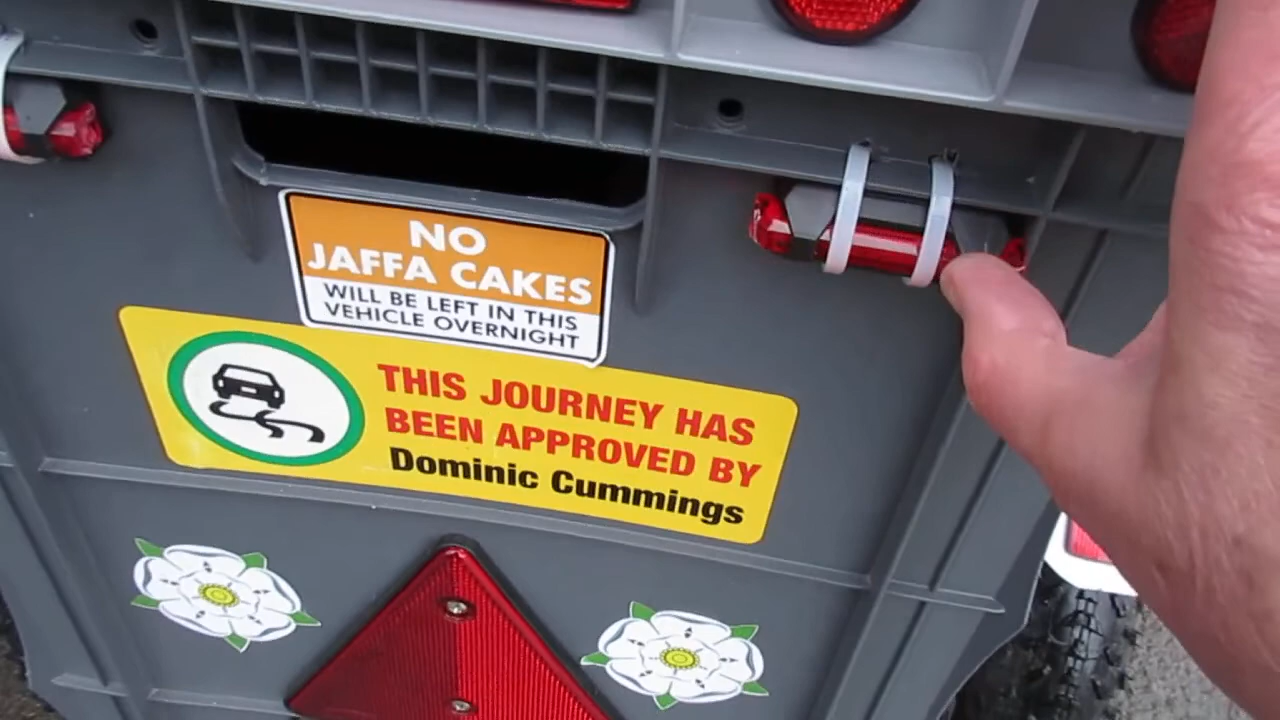 NO
JAFFA CAKES
WILL BE LEFT IN THIS
VEHICLE OVERNIGHT
THIS JOURNEY HAS
BEEN APPROVED BY
Dominic Cummings